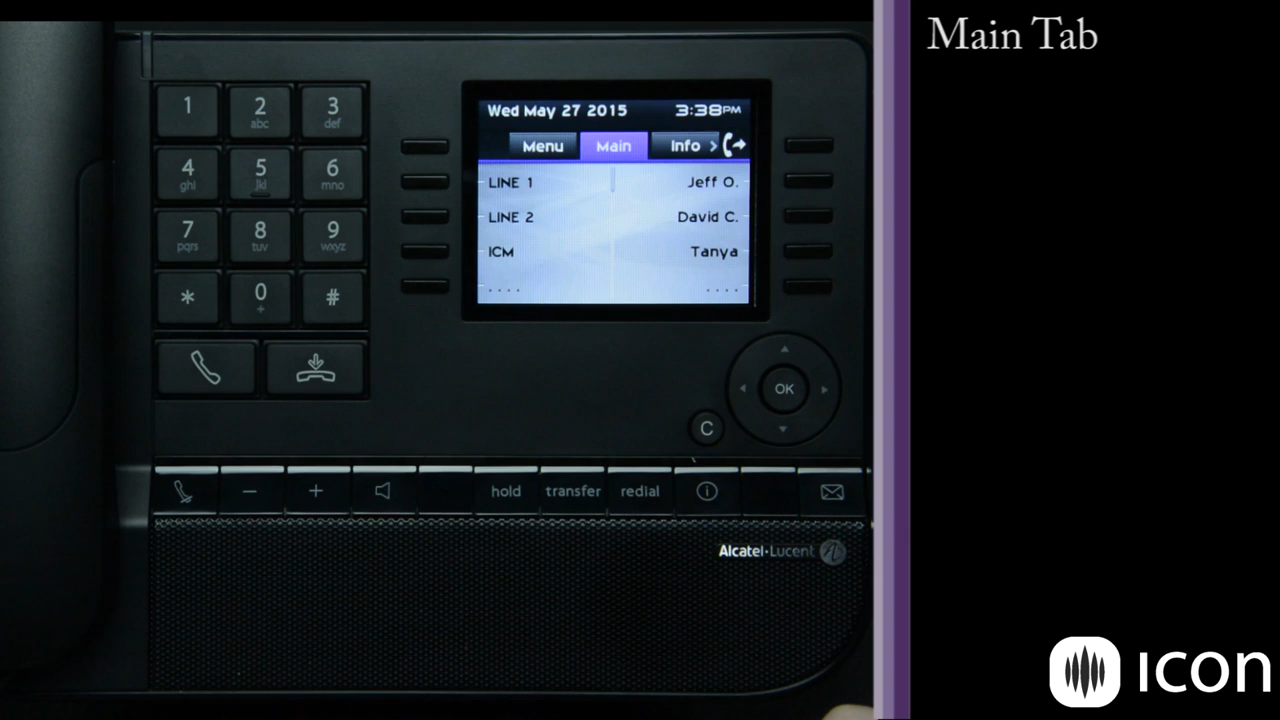 Main Tab
Wed May 27 2015 3:38PM
Menu Main Info >
LINE 1 Jeff O.
LINE 2 David C.
ICM Tanya
.... ....
1 2 abc 3 def
4 ghi 5 jkl 6 mno
7 pqrs 8 tuv 9 wxyz
* 0 + #
OK
C
− + hold transfer redial i
Alcatel·Lucent
icon